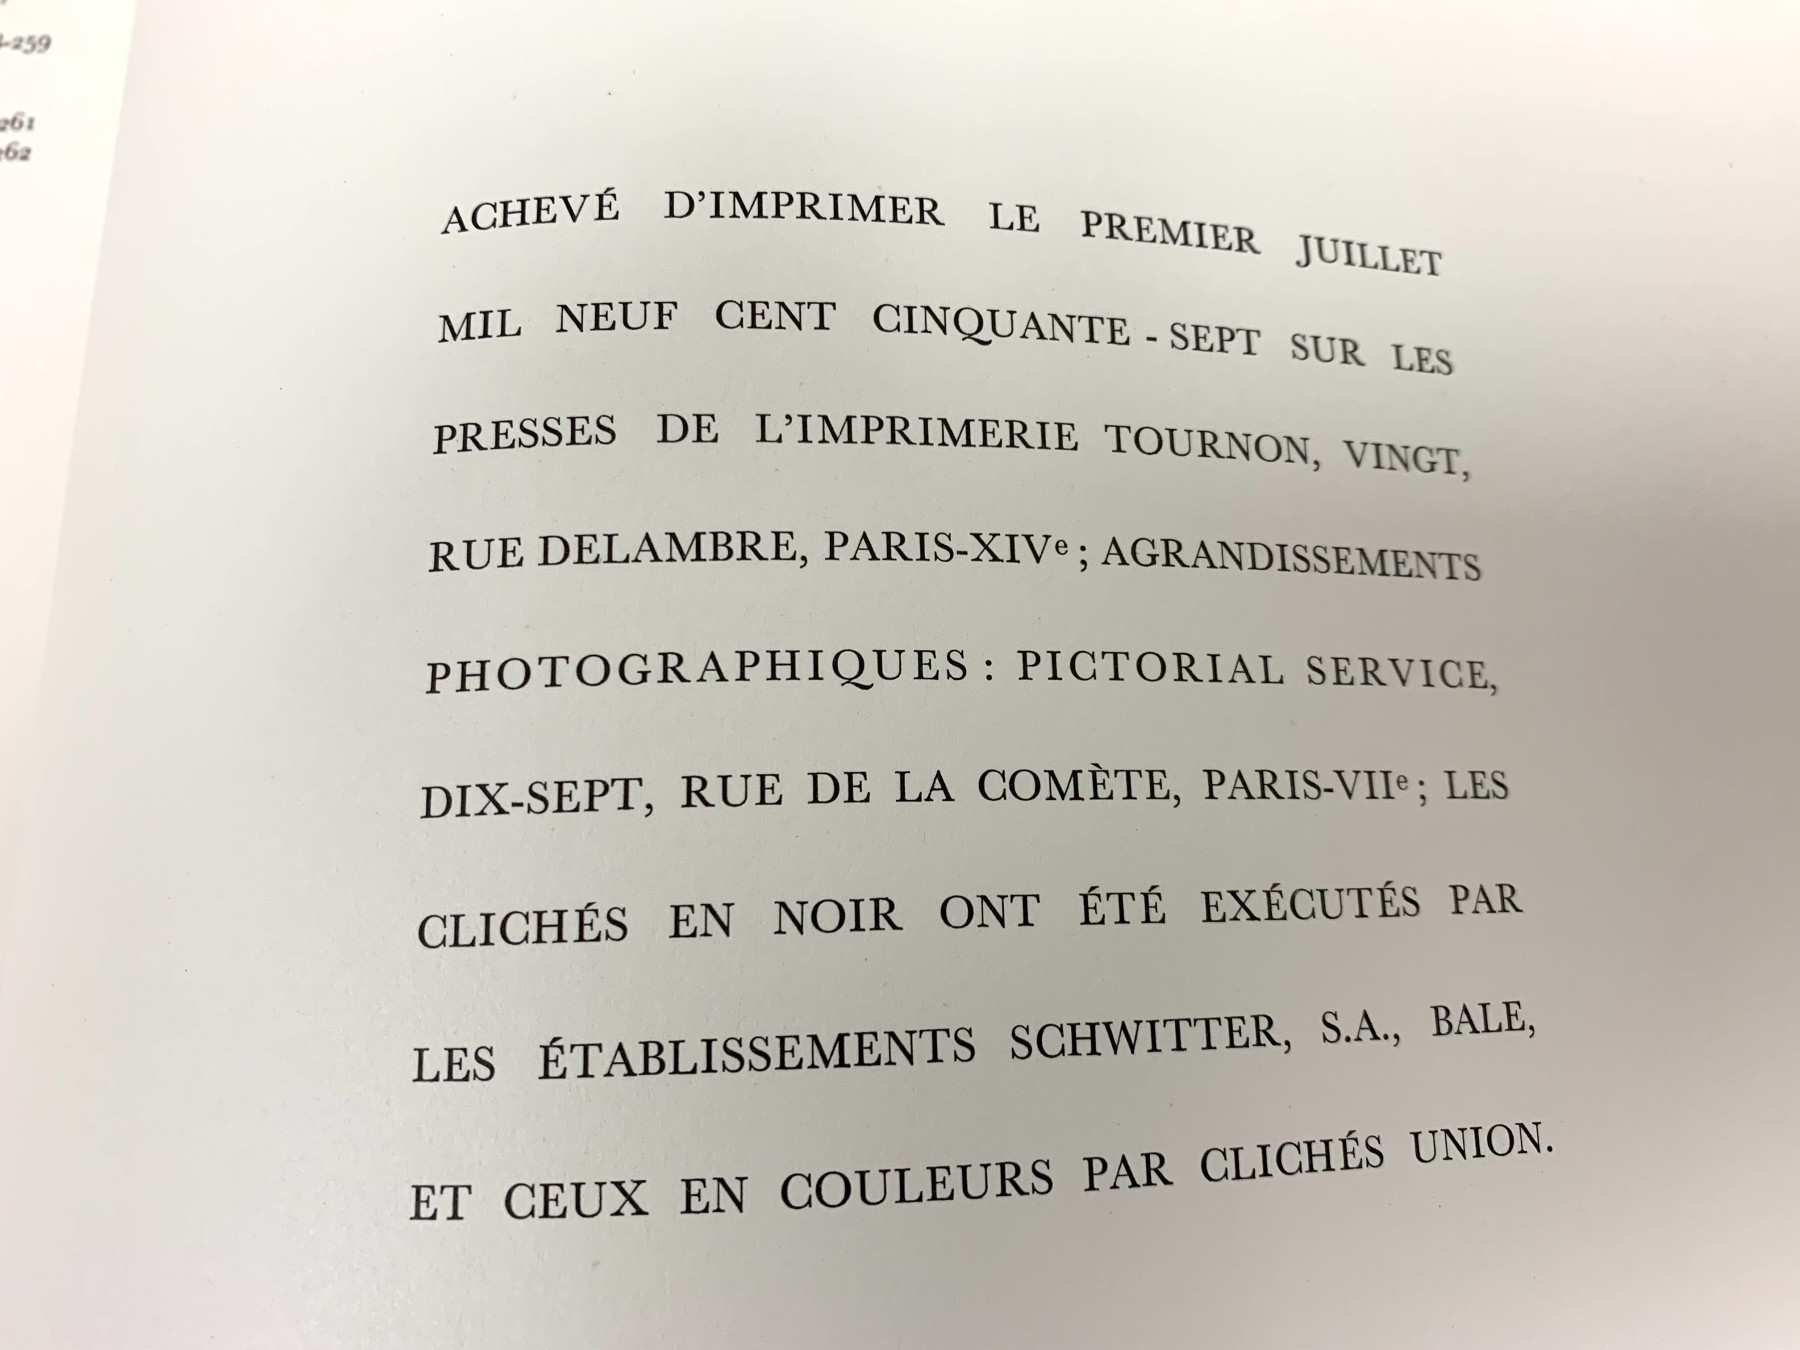 -259
261
262
ACHEVÉ D'IMPRIMER LE PREMIER JUILLET
MIL NEUF CENT CINQUANTE - SEPT SUR LES
PRESSES DE L'IMPRIMERIE TOURNON, VINGT,
RUE DELAMBRE, PARIS-XIVᵉ ; AGRANDISSEMENTS
PHOTOGRAPHIQUES : PICTORIAL SERVICE,
DIX-SEPT, RUE DE LA COMÈTE, PARIS-VIIᵉ ; LES
CLICHÉS EN NOIR ONT ÉTÉ EXÉCUTÉS PAR
LES ÉTABLISSEMENTS SCHWITTER, S.A., BALE,
ET CEUX EN COULEURS PAR CLICHÉS UNION.